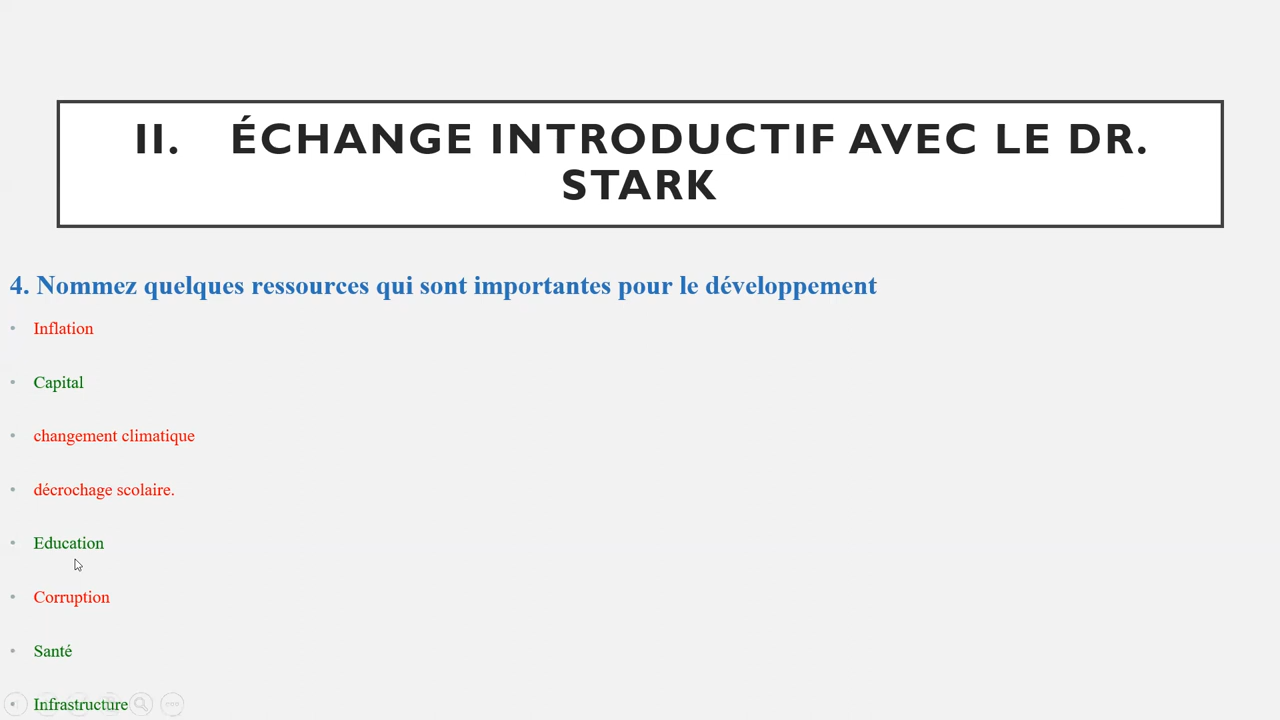 II. ÉCHANGE INTRODUCTIF AVEC LE DR.
STARK
4. Nommez quelques ressources qui sont importantes pour le développement
• Inflation
• Capital
• changement climatique
• décrochage scolaire.
• Education
• Corruption
• Santé
Infrastructure